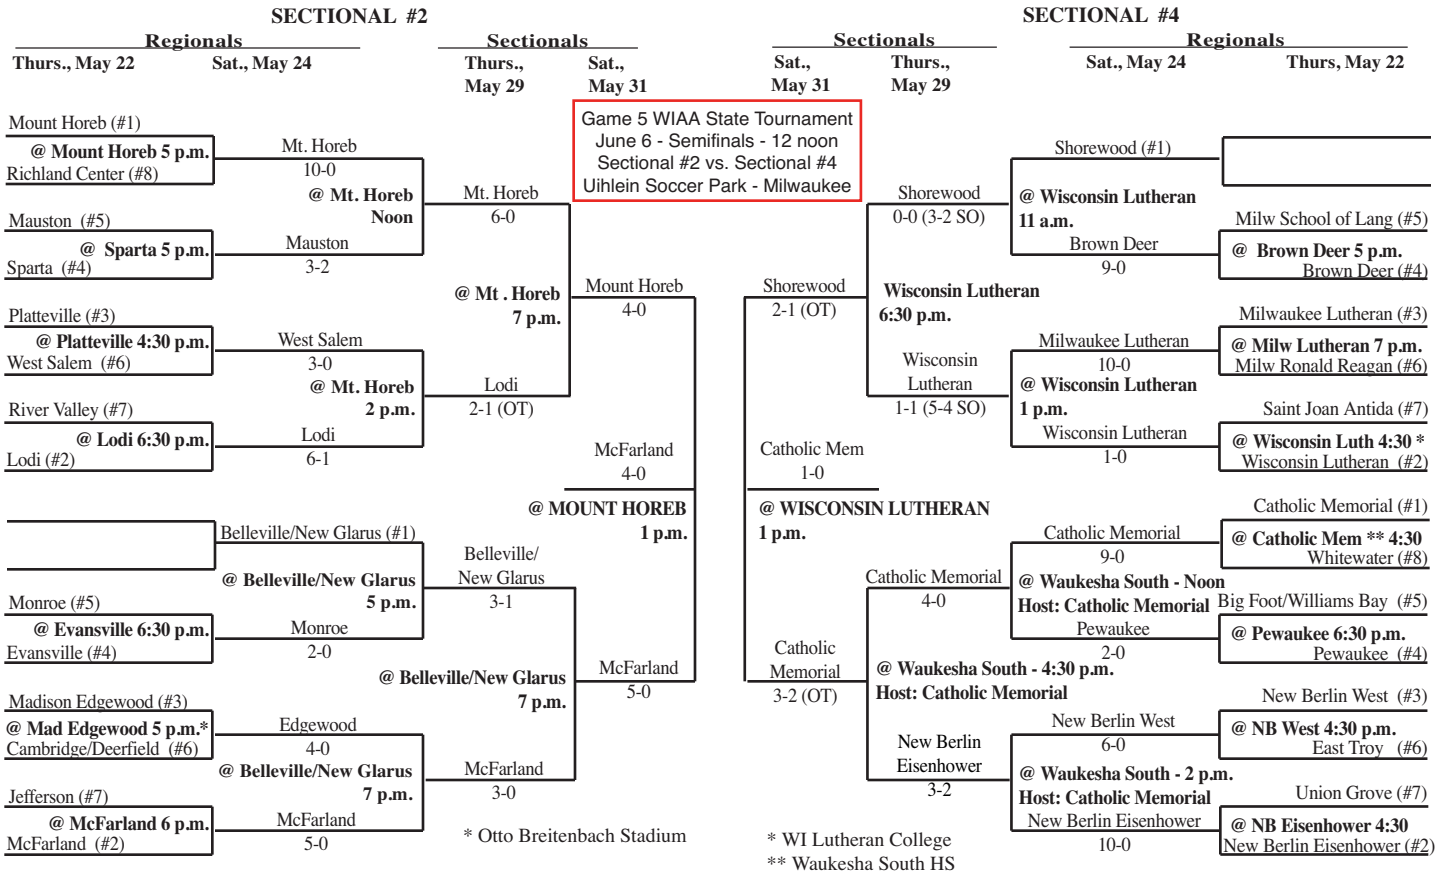 SECTIONAL #2
Regionals
Sectionals
Thurs., May 22
Sat., May 24
Thurs.,
May 29
Sat.,
May 31
Mount Horeb (#1)
@ Mount Horeb 5 p.m.
Richland Center (#8)
Mt. Horeb
10-0
@ Mt. Horeb
Noon
Mauston (#5)
@ Sparta 5 p.m.
Sparta (#4)
Mauston
3-2
Mt. Horeb
6-0
Platteville (#3)
@ Platteville 4:30 p.m.
West Salem (#6)
West Salem
3-0
@ Mt. Horeb
2 p.m.
River Valley (#7)
@ Lodi 6:30 p.m.
Lodi (#2)
Lodi
6-1
Lodi
2-1 (OT)
@ Mt . Horeb
7 p.m.
Mount Horeb
4-0
McFarland
4-0
@ MOUNT HOREB
1 p.m.
Belleville/New Glarus (#1)
@ Belleville/New Glarus
5 p.m.
Monroe (#5)
@ Evansville 6:30 p.m.
Evansville (#4)
Monroe
2-0
Belleville/
New Glarus
3-1
@ Belleville/New Glarus
7 p.m.
McFarland
5-0
Madison Edgewood (#3)
@ Mad Edgewood 5 p.m.*
Cambridge/Deerfield (#6)
Edgewood
4-0
@ Belleville/New Glarus
7 p.m.
Jefferson (#7)
@ McFarland 6 p.m.
McFarland (#2)
McFarland
5-0
McFarland
3-0
* Otto Breitenbach Stadium
Game 5 WIAA State Tournament
June 6 - Semifinals - 12 noon
Sectional #2 vs. Sectional #4
Uihlein Soccer Park - Milwaukee
SECTIONAL #4
Sectionals
Regionals
Sat.,
May 31
Thurs.,
May 29
Sat., May 24
Thurs, May 22
Shorewood (#1)
Shorewood
0-0 (3-2 SO)
@ Wisconsin Lutheran
11 a.m.
Milw School of Lang (#5)
@ Brown Deer 5 p.m.
Brown Deer (#4)
Brown Deer
9-0
Shorewood
2-1 (OT)
Wisconsin Lutheran
6:30 p.m.
Milwaukee Lutheran (#3)
@ Milw Lutheran 7 p.m.
Milw Ronald Reagan (#6)
Milwaukee Lutheran
10-0
@ Wisconsin Lutheran
1 p.m.
Wisconsin
Lutheran
1-1 (5-4 SO)
Saint Joan Antida (#7)
@ Wisconsin Luth 4:30 *
Wisconsin Lutheran (#2)
Wisconsin Lutheran
1-0
Catholic Mem
1-0
@ WISCONSIN LUTHERAN
1 p.m.
Catholic Memorial (#1)
@ Catholic Mem ** 4:30
Whitewater (#8)
Catholic Memorial
9-0
Catholic Memorial
4-0
@ Waukesha South - Noon
Host: Catholic Memorial
Big Foot/Williams Bay (#5)
@ Pewaukee 6:30 p.m.
Pewaukee (#4)
Pewaukee
2-0
Catholic
Memorial
3-2 (OT)
@ Waukesha South - 4:30 p.m.
Host: Catholic Memorial
New Berlin West (#3)
@ NB West 4:30 p.m.
East Troy (#6)
New Berlin West
6-0
New Berlin
Eisenhower
3-2
@ Waukesha South - 2 p.m.
Host: Catholic Memorial
Union Grove (#7)
@ NB Eisenhower 4:30
New Berlin Eisenhower (#2)
New Berlin Eisenhower
10-0
* WI Lutheran College
** Waukesha South HS